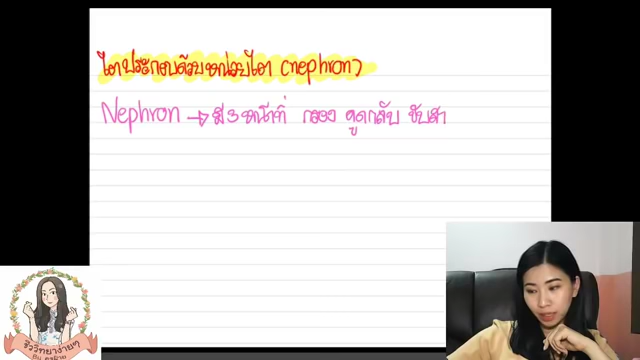 ไตประกอบด้วยหน่วยไต (nephron)
Nephron → มี 3 หน้าที่ กรอง ดูดกลับ ขับสา
ชีววิทยาง่ายๆ